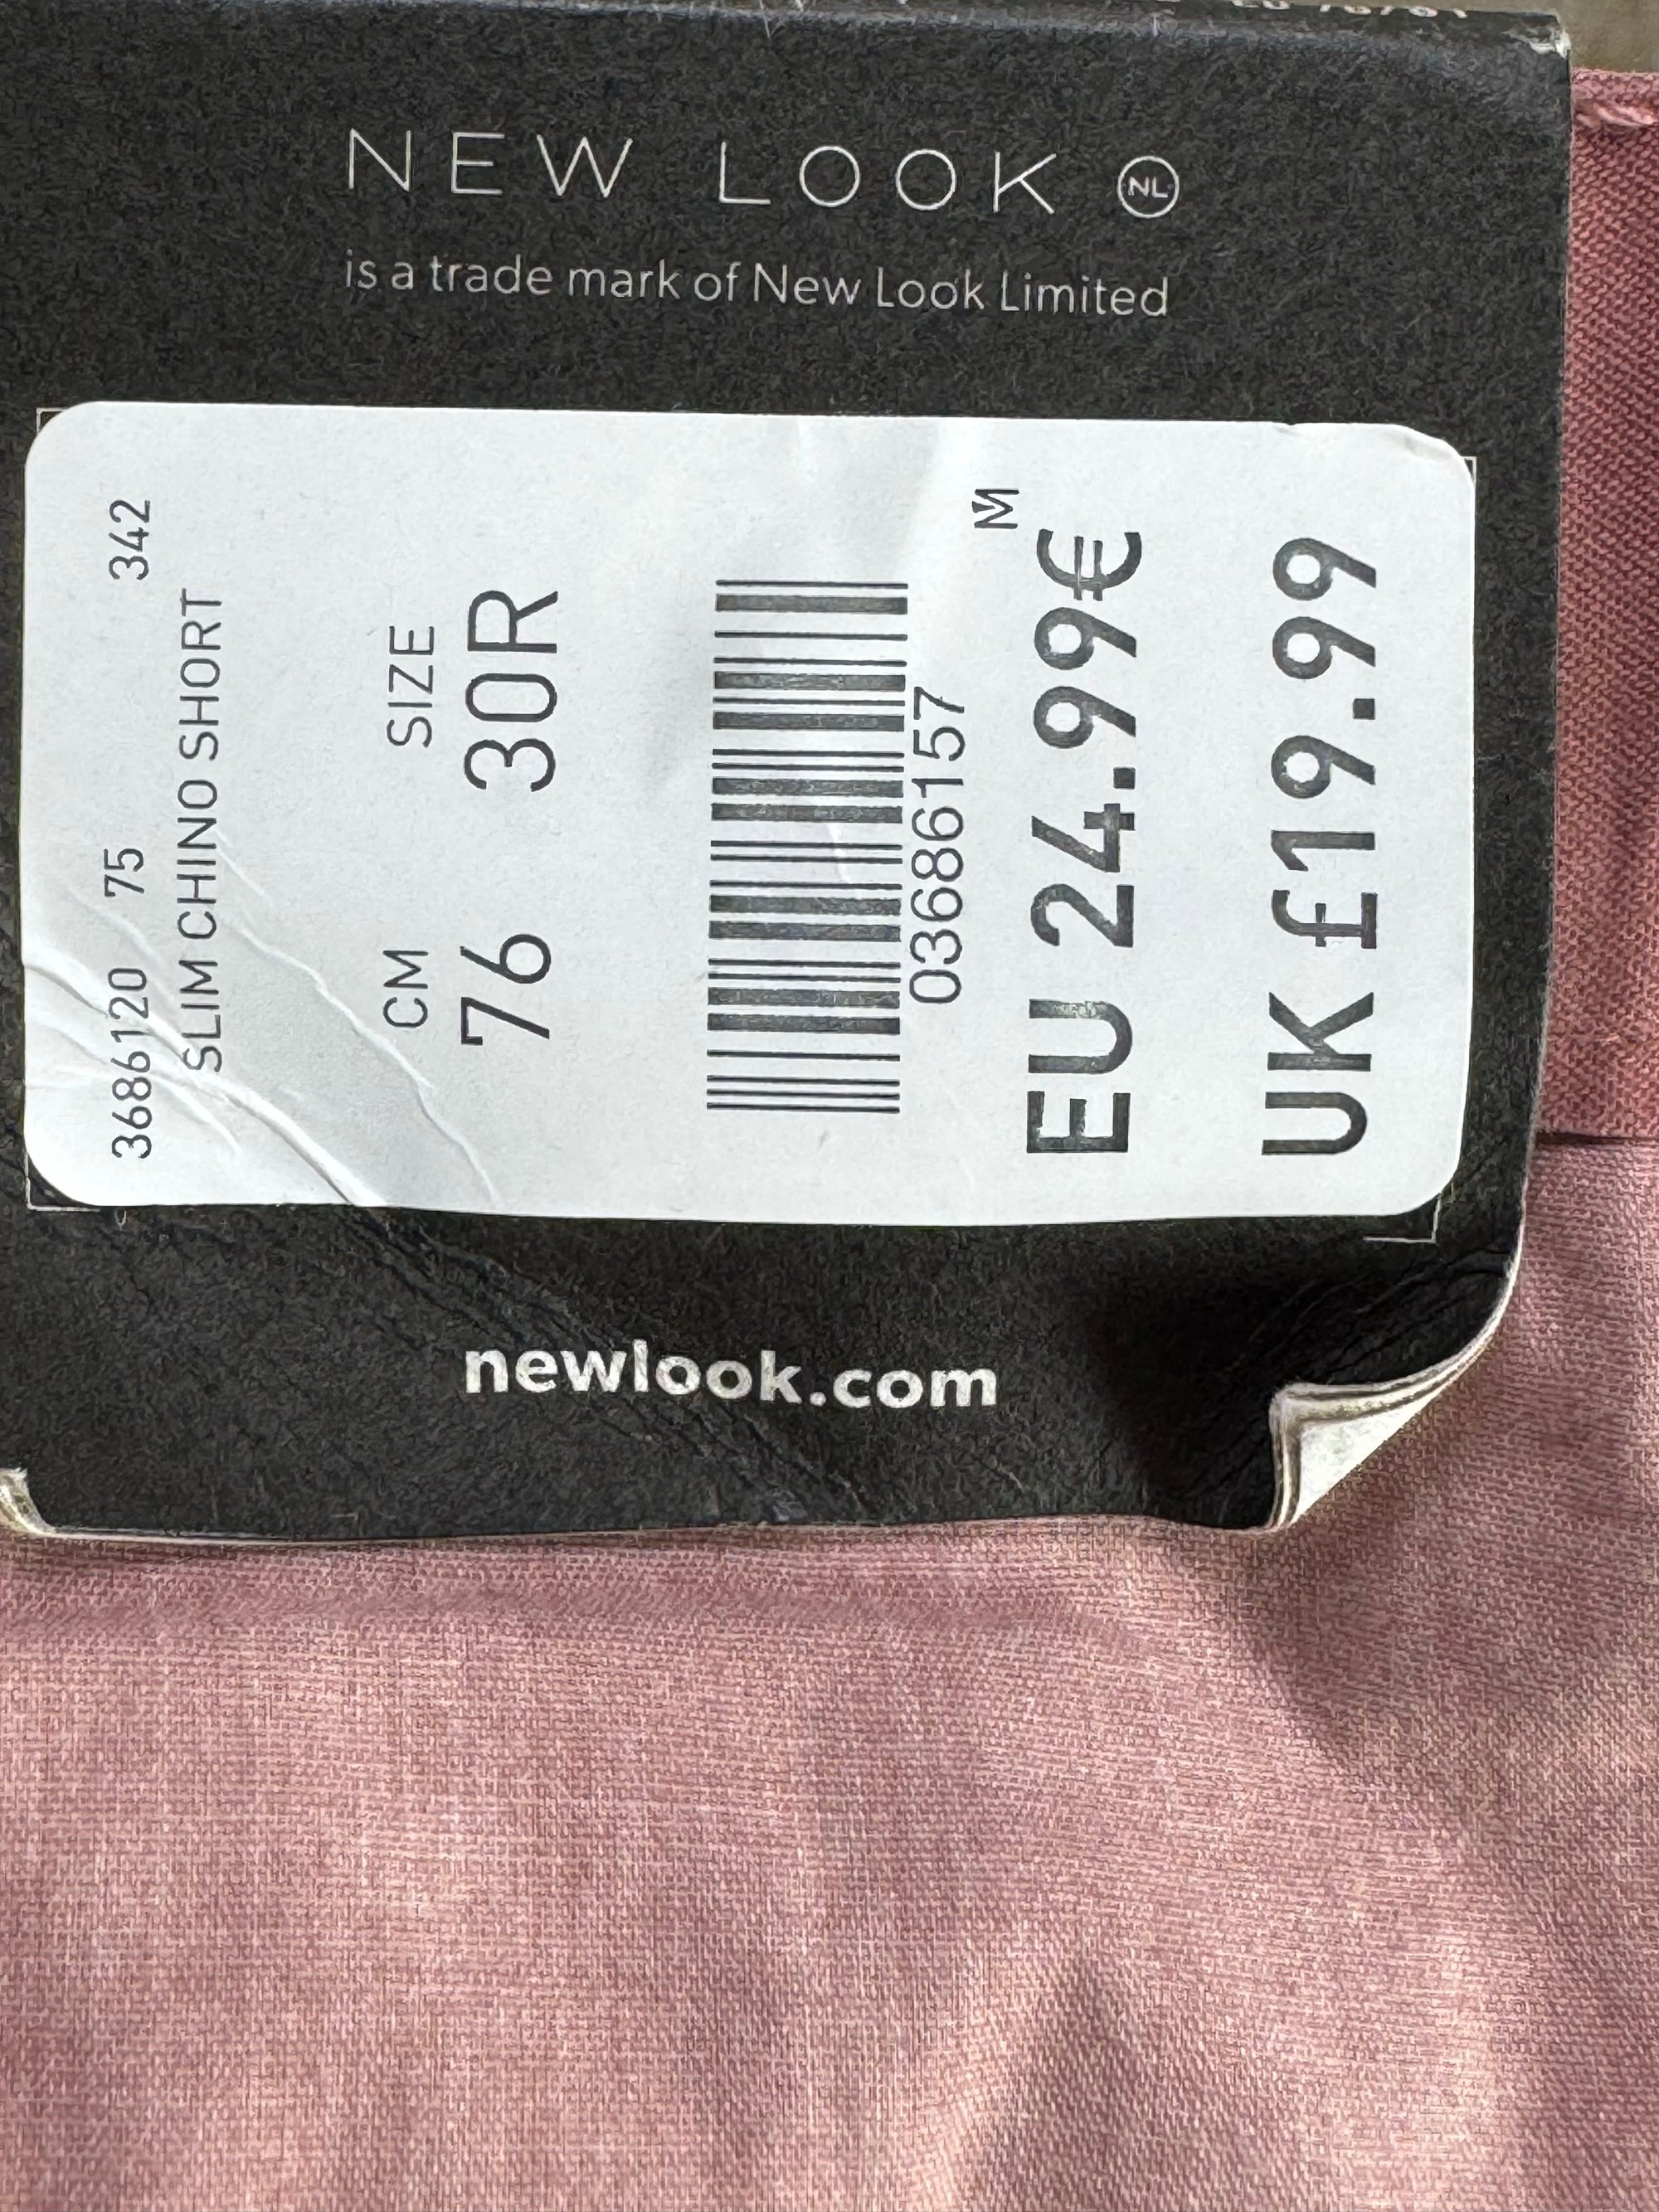 NEW LOOK NL
is a trade mark of New Look Limited
3686120 75 342
SLIM CHINO SHORT
CM SIZE
76 30R
03686157
M
EU 24.99€
UK £19.99
newlook.com